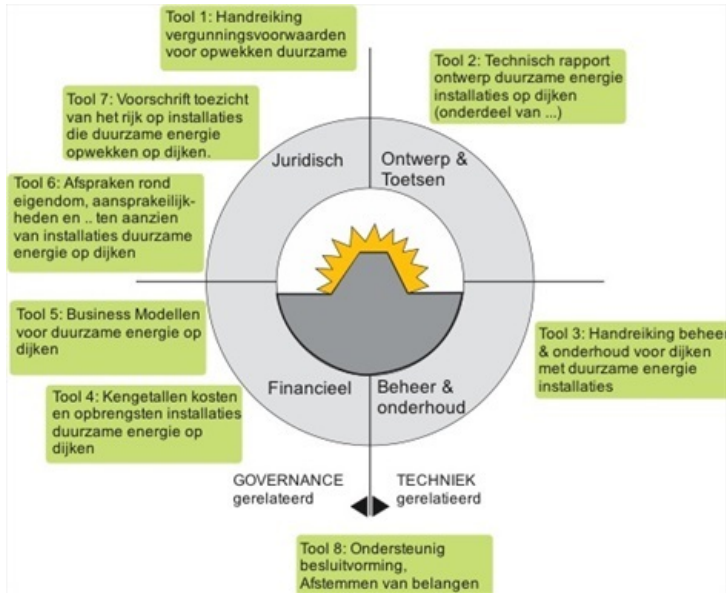 Tool 1: Handreiking
vergunningsvoorwaarden
voor opwekken duurzame
Tool 2: Technisch rapport
ontwerp duurzame energie
installaties op dijken
(onderdeel van ...)
Tool 7: Voorschrift toezicht
van het rijk op installaties
die duurzame energie
opwekken op dijken.
Juridisch
Ontwerp &
Toetsen
Tool 6: Afspraken rond
eigendom, aansprakeilijk-
heden en .. ten aanzien
van installaties duurzame
energie op dijken
Tool 5: Business Modellen
voor duurzame energie op
dijken
Tool 3: Handreiking beheer
& onderhoud voor dijken
met duurzame energie
installaties
Financieel
Beheer &
onderhoud
Tool 4: Kengetallen kosten
en opbrengsten installaties
duurzame energie op
dijken
GOVERNANCE
gerelateerd
TECHNIEK
gerelatieerd
Tool 8: Ondersteunig
besluitvorming,
Afstemmen van belangen